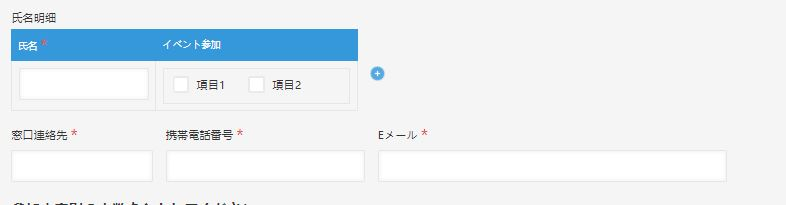 氏名明細
氏名 * イベント参加
項目1 項目2
窓口連絡先 * 携帯電話番号 * Eメール *